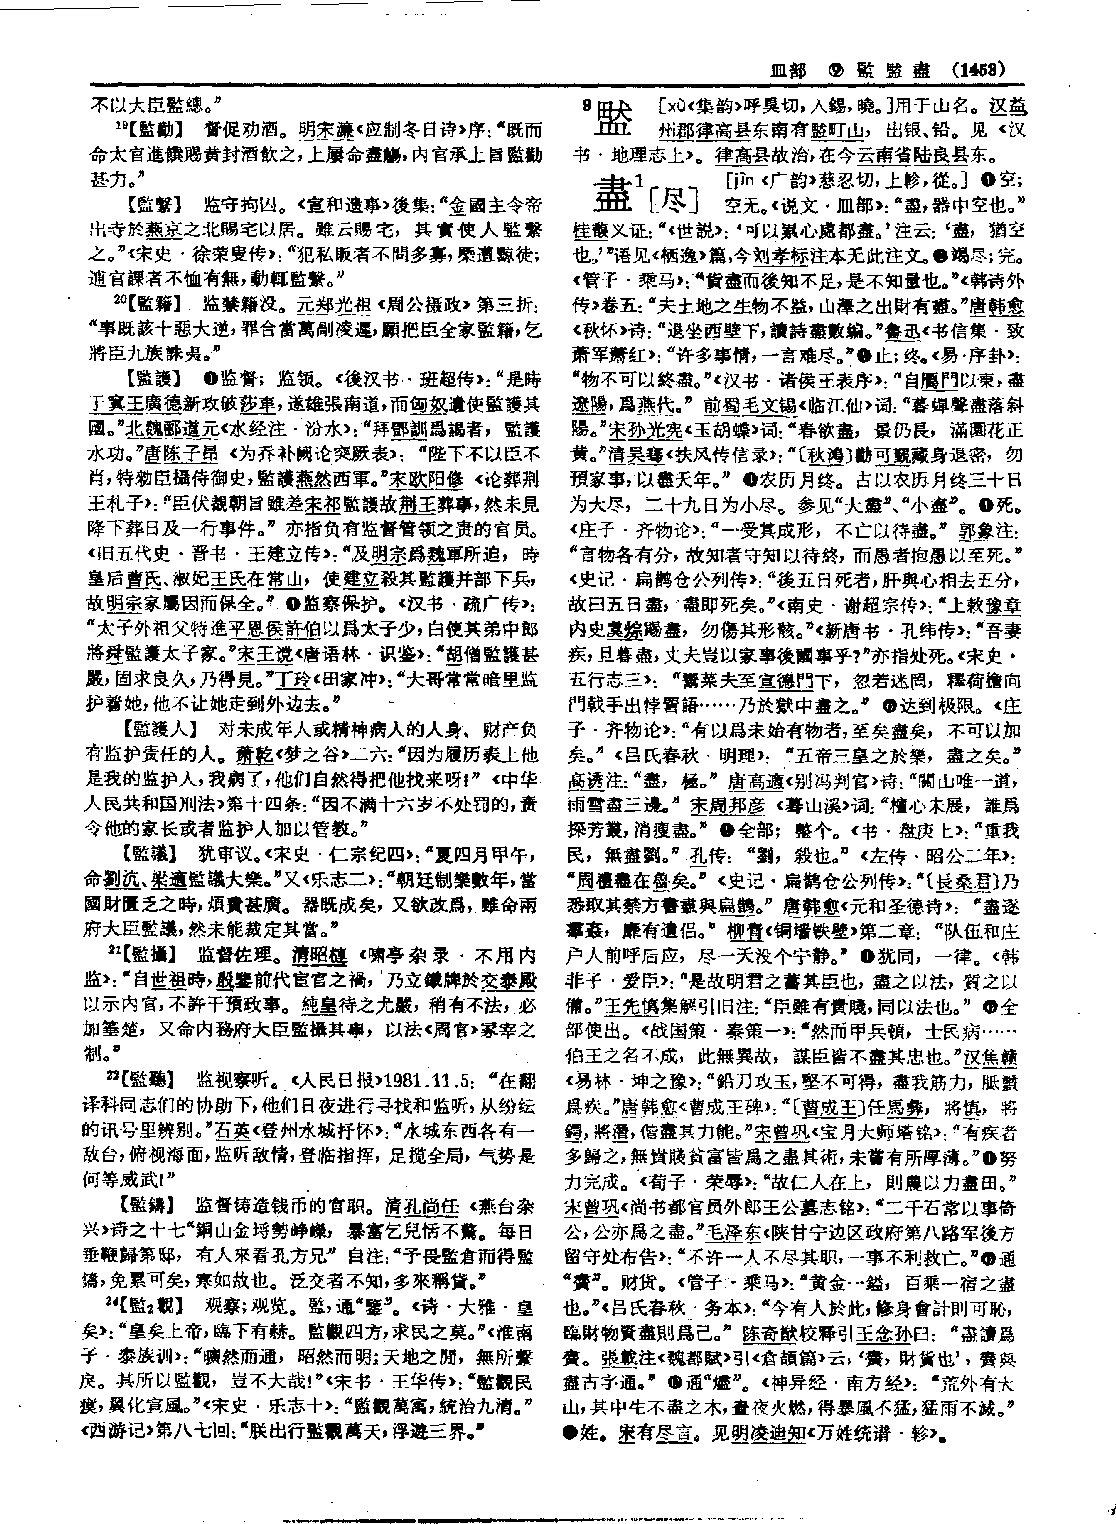 皿部 ⑨ 監 㿽 盡 (1453)
不以大臣監總。”
¹⁹【監勸】 督促劝酒。明宋濂《应制冬日诗》序：“既而
命太官進饌賜黄封酒飲之，上屢命盡觴，内官承上旨監勸
甚力。”
【監繫】 监守拘囚。《宣和遗事》後集：“金國主令帝
出寺於燕京之北賜宅以居。雖云賜宅，其實使人監繫
之。”《宋史·徐荣叟传》：“犯私販者不問多寡，槩遭黥徒；
逋官課者不恤有無，動輒監繫。”
²⁰【監籍】 监禁籍没。元郑光祖《周公摄政》第三折：
“事既該十惡大逆，罪合當萬剮凌遲，願把臣全家監籍，乞
將臣九族誅夷。”
【監護】 ❶监督；监领。《後汉书·班超传》：“是時
于窴王廣德新攻破莎車，遂雄張南道，而匈奴遣使監護其
國。”北魏郦道元《水经注·汾水》：“拜鄧訓爲謁者，監護
水功。”唐陈子昂《为乔补阙论突厥表》：“陛下不以臣不
肖，特勑臣攝侍御史，監護燕然西軍。”宋欧阳修《论葬荆
王札子》：“臣伏覩朝旨雖差宋祁監護故荆王葬事，然未見
降下葬日及一行事件。”亦指负有监督管领之责的官员。
《旧五代史·晋书·王建立传》：“及明宗爲魏軍所迫，時
皇后曹氏、淑妃王氏在常山，使建立殺其監護并部下兵，
故明宗家屬因而保全。”❷监察保护。《汉书·疏广传》：
“太子外祖父特進平恩侯許伯以爲太子少，白使其弟中郎
將舜監護太子家。”宋王谠《唐语林·识鉴》：“胡僧監護甚
嚴，固求良久，乃得見。”丁玲《田家冲》：“大哥常常暗里监
护着她，他不让她走到外边去。”
【監護人】 对未成年人或精神病人的人身、财产负
有监护责任的人。萧乾《梦之谷》二六：“因为履历表上他
是我的监护人，我病了，他们自然得把他找来呀！”《中华
人民共和国刑法》第十四条：“因不满十六岁不处罚的，责
令他的家长或者监护人加以管教。”
【監議】 犹审议。《宋史·仁宗纪四》：“夏四月甲午，
命劉沆、梁適監議大樂。”又《乐志二》：“朝廷制樂數年，當
國財匱乏之時，煩費甚廣。器既成矣，又欲改爲，雖命兩
府大臣監議，然未能裁定其當。”
²¹【監攝】 监督佐理。清昭槤《啸亭杂录·不用内
监》：“自世祖時，殷鑒前代宦官之禍，乃立鐵牌於交泰殿
以示内官，不許干預政事。純皇待之尤嚴，稍有不法，必
加箠楚，又命内務府大臣監攝其事，以法《周官》冢宰之
制。”
²²【監聽】 监视察听。《人民日报》1981.11.5：“在翻
译科同志们的协助下，他们日夜进行寻找和监听，从纷纭
的讯号里辨别。”石英《登州水城抒怀》：“水城东西各有一
敌台，俯视海面，监听敌情，登临指挥，足揽全局，气势是
何等威武！”
【監鑄】 监督铸造钱币的官职。清孔尚任《燕台杂
兴》诗之十七“銅山金埒勢峥嶸，暴富乞兒恬不驚。每日
垂鞭歸第邸，有人來看孔方兄”自注：“予畏監倉而得監
鑄，免累可矣，寒如故也。泛交者不知，多來稱貸。”
²⁴【監₂觀】 观察；观览。監，通“鑒”。《诗·大雅·皇
矣》：“皇矣上帝，臨下有赫。監觀四方，求民之莫。”《淮南
子·泰族训》：“曠然而通，昭然而明；天地之間，無所繫
戾。其所以監觀，豈不大哉！”《宋书·王华传》：“監觀民
瘼，翼化宣風。”《宋史·乐志十》：“監觀萬寓，統治九清。”
《西游记》第八七回：“朕出行監觀萬天，浮遊三界。”
9 㿽 [xù《集韵》呼臭切，入錫，曉。]用于山名。汉益
州郡律高县东南有㿽町山，出银、铅。见《汉
书·地理志上》。律高县故治，在今云南省陆良县东。
盡¹[尽] [jìn《广韵》慈忍切，上軫，從。]❶空；
空无。《说文·皿部》：“盡，器中空也。”
桂馥义证：“《世説》：‘可以累心處都盡。’注云：‘盡，猶空
也。’”语见《栖逸》篇，今刘孝标注本无此注文。❷竭尽；完。
《管子·乘马》：“貨盡而後知不足，是不知量也。”《韩诗外
传》卷五：“夫土地之生物不益，山澤之出財有盡。”唐韩愈
《秋怀》诗：“退坐西壁下，讀詩盡數編。”鲁迅《书信集·致
萧军萧红》：“许多事情，一言难尽。”❸止；终。《易·序卦》：
“物不可以終盡。”《汉书·诸侯王表序》：“自鴈門以東，盡
遼陽，爲燕代。”前蜀毛文锡《临江仙》词：“暮蟬聲盡落斜
陽。”宋孙光宪《玉胡蝶》词：“春欲盡，景仍長，滿園花正
黄。”清吴骞《扶风传信录》：“〔秋鴻〕勸可觀藏身退密，勿
預家事，以盡天年。”❹农历月终。古以农历月终三十日
为大尽，二十九日为小尽。参见“大盡”、“小盡”。❺死。
《庄子·齐物论》：“一受其成形，不亡以待盡。”郭象注：
“言物各有分，故知者守知以待終，而愚者抱愚以至死。”
《史记·扁鹊仓公列传》：“後五日死者，肝與心相去五分，
故曰五日盡，盡即死矣。”《南史·谢超宗传》：“上敕豫章
内史虞悰賜盡，勿傷其形骸。”《新唐书·孔纬传》：“吾妻
疾，旦暮盡，丈夫豈以家事後國事乎？”亦指处死。《宋史·
五行志三》：“鬻菜夫至宣德門下，忽若迷罔，釋荷擔向
門戟手出悖詈語……乃於獄中盡之。”❻达到极限。《庄
子·齐物论》：“有以爲未始有物者，至矣盡矣，不可以加
矣。”《吕氏春秋·明理》：“五帝三皇之於樂，盡之矣。”
高诱注：“盡，極。”唐高適《别冯判官》诗：“關山唯一道，
雨雪盡三邊。”宋周邦彦《蓦山溪》词：“檀心未展，誰爲
探芳叢，消瘦盡。”❼全部；整个。《书·盘庚上》：“重我
民，無盡劉。”孔传：“劉，殺也。”《左传·昭公二年》：
“周禮盡在魯矣。”《史记·扁鹊仓公列传》：“〔長桑君〕乃
悉取其禁方書盡與扁鵲。”唐韩愈《元和圣德诗》：“盡逐
羣姦，靡有遺侣。”柳青《铜墙铁壁》第二章：“队伍和庄
户人前呼后应，尽一天没个宁静。”❽犹同，一律。《韩
非子·爱臣》：“是故明君之蓄其臣也，盡之以法，質之以
備。”王先慎集解引旧注：“臣雖有貴賤，同以法也。”❾全
部使出。《战国策·秦策一》：“然而甲兵頓，士民病……
伯王之名不成，此無異故，謀臣皆不盡其忠也。”汉焦赣
《易林·坤之豫》：“鉛刀攻玉，堅不可得，盡我筋力，胝繭
爲疾。”唐韩愈《曹成王碑》：“〔曹成王〕任馬彝，將慎，將
鍔，將潛，偕盡其力能。”宋曾巩《宝月大师塔铭》：“有疾者
多歸之，無貴賤貧富皆爲之盡其術，未嘗有所厚薄。”❿努
力完成。《荀子·荣辱》：“故仁人在上，則農以力盡田。”
宋曾巩《尚书都官员外郎王公墓志铭》：“二千石常以事倚
公，公亦爲之盡。”毛泽东《陕甘宁边区政府第八路军後方
留守处布告》：“不许一人不尽其职，一事不利救亡。”⓫通
“賮”。财货。《管子·乘马》：“黄金一鎰，百乘一宿之盡
也。”《吕氏春秋·务本》：“今有人於此，修身會計則可恥，
臨財物資盡則爲己。”陈奇猷校释引王念孙曰：“盡讀爲
賮。張載注《魏都賦》引《倉頡篇》云，‘賮，財貨也’，賮與
盡古字通。”⓬通“燼”。《神异经·南方经》：“荒外有火
山，其中生不盡之木，晝夜火燃，得暴風不猛，猛雨不滅。”
⓭姓。宋有尽言。见明凌迪知《万姓统谱·轸》。